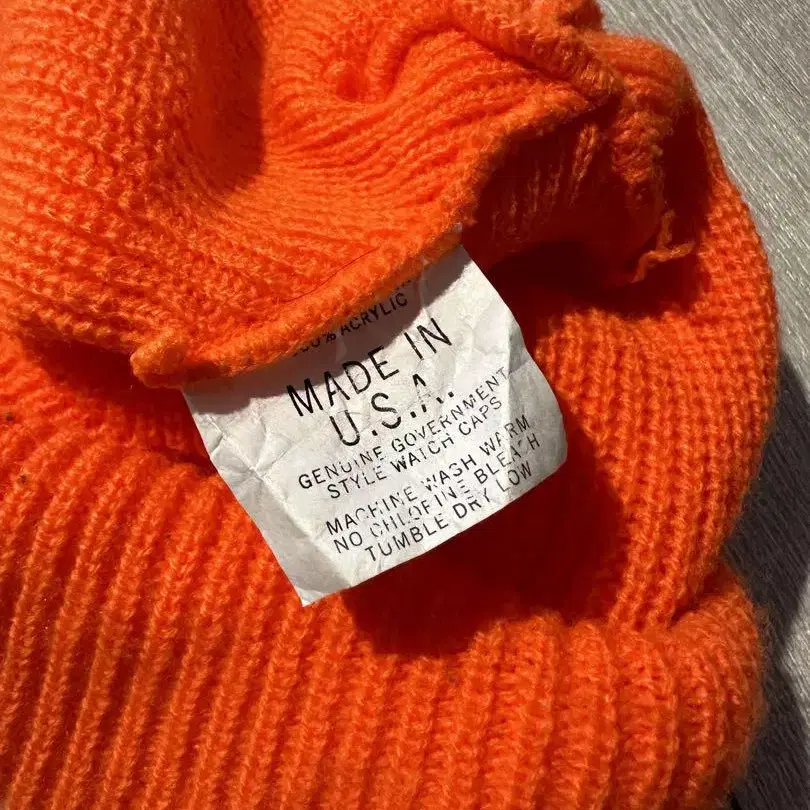 % ACRYLIC
MADE IN
U.S.A.
GENUINE GOVERNMENT
STYLE WATCH CAPS
MACHINE WASH WARM
NO CHLORINE BLEACH
TUMBLE DRY LOW